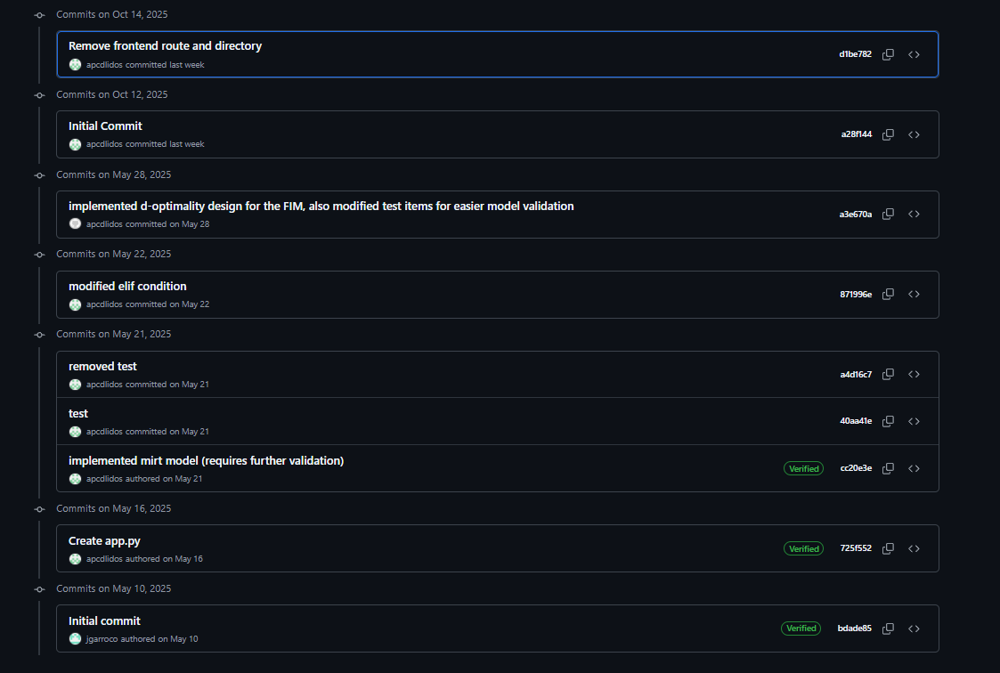 Commits on Oct 14, 2025
Remove frontend route and directory
d1be782
apcdlidos committed last week
Commits on Oct 12, 2025
Initial Commit
a28f144
apcdlidos committed last week
Commits on May 28, 2025
implemented d-optimality design for the FIM, also modified test items for easier model validation
a3e670a
apcdlidos committed on May 28
Commits on May 22, 2025
modified elif condition
871996e
apcdlidos committed on May 22
Commits on May 21, 2025
removed test
a4d16c7
apcdlidos committed on May 21
test
40aa41e
apcdlidos committed on May 21
implemented mirt model (requires further validation)
Verified cc20e3e
apcdlidos authored on May 21
Commits on May 16, 2025
Create app.py
Verified 725f552
apcdlidos authored on May 16
Commits on May 10, 2025
Initial commit
Verified bdade85
jgarroco authored on May 10